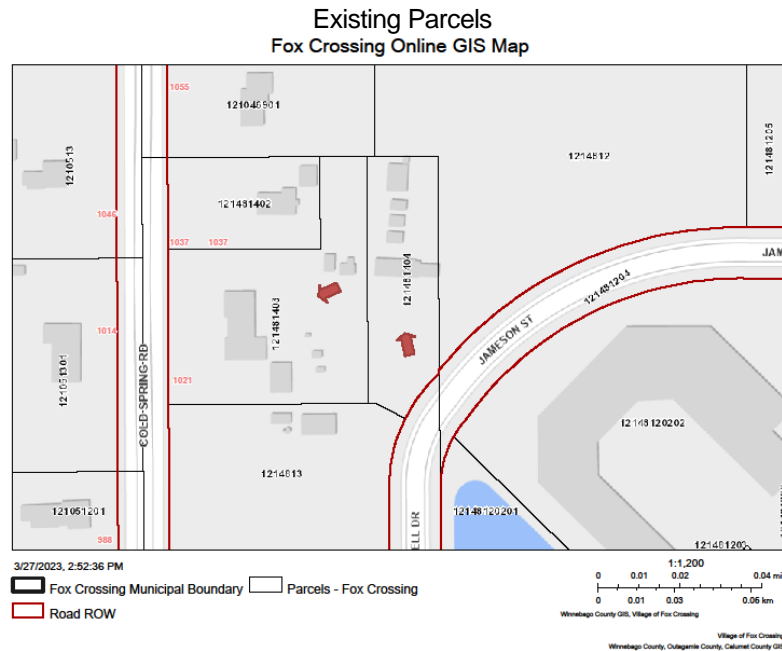 Existing Parcels
Fox Crossing Online GIS Map
1055
121046901
1214812
121481205
1210513
121481402
1046
1037 1037
121481404
JAM
121481204
121481403
1014
JAMESON ST
121051301
1021
COLD SPRING RD
12148120202
1214813
121051201
12148120201
ELL DR
988
121481203
3/27/2023, 2:52:36 PM
Fox Crossing Municipal Boundary
Parcels - Fox Crossing
Road ROW
1:1,200
0 0.01 0.02 0.04 mi
0 0.01 0.03 0.05 km
Winnebago County GIS, Village of Fox Crossing
Village of Fox Crossing
Winnebago County, Outagamie County, Calumet County GIS